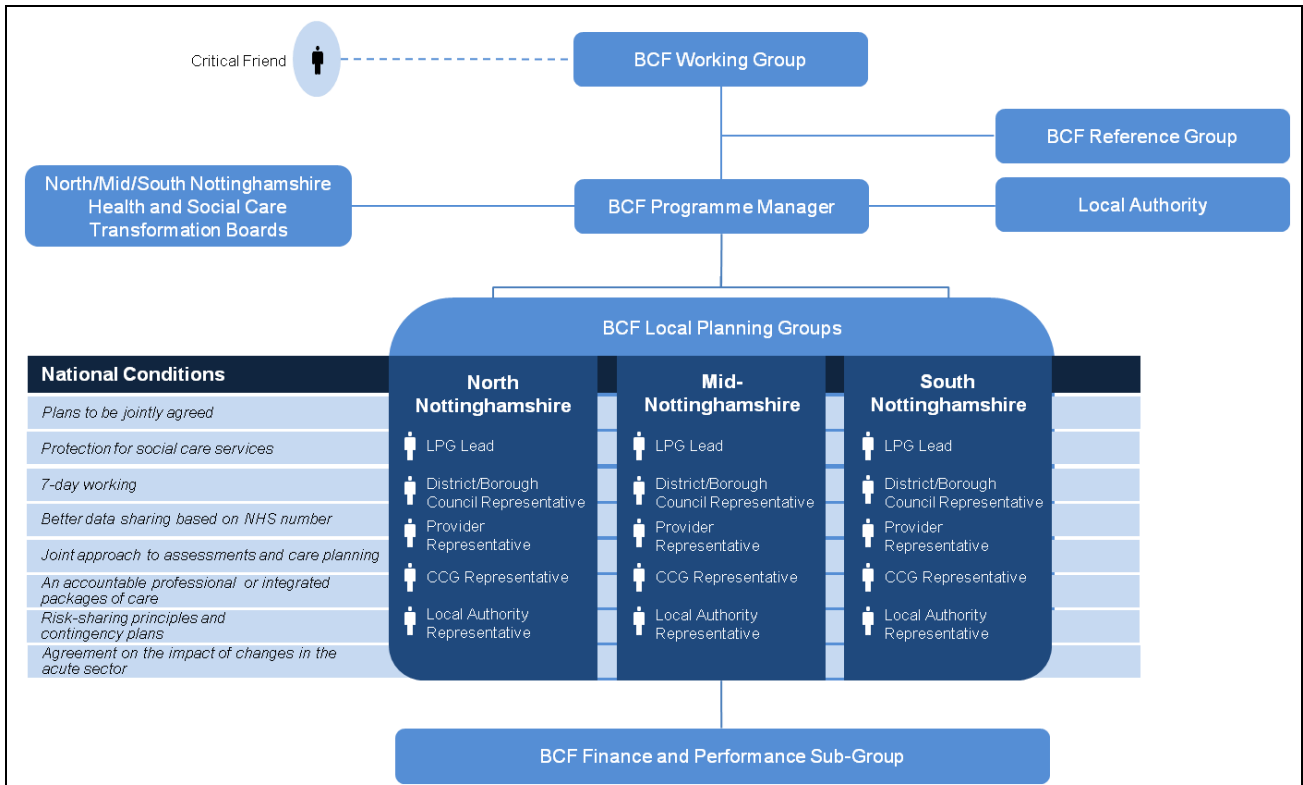 Critical Friend
BCF Working Group
BCF Reference Group
North/Mid/South Nottinghamshire
Health and Social Care
Transformation Boards
BCF Programme Manager
Local Authority
BCF Local Planning Groups
National Conditions
Plans to be jointly agreed
Protection for social care services
7-day working
Better data sharing based on NHS number
Joint approach to assessments and care planning
An accountable professional or integrated
packages of care
Risk-sharing principles and
contingency plans
Agreement on the impact of changes in the
acute sector
North
Nottinghamshire
LPG Lead
District/Borough
Council Representative
Provider
Representative
CCG Representative
Local Authority
Representative
Mid-
Nottinghamshire
LPG Lead
District/Borough
Council Representative
Provider
Representative
CCG Representative
Local Authority
Representative
South
Nottinghamshire
LPG Lead
District/Borough
Council Representative
Provider
Representative
CCG Representative
Local Authority
Representative
BCF Finance and Performance Sub-Group